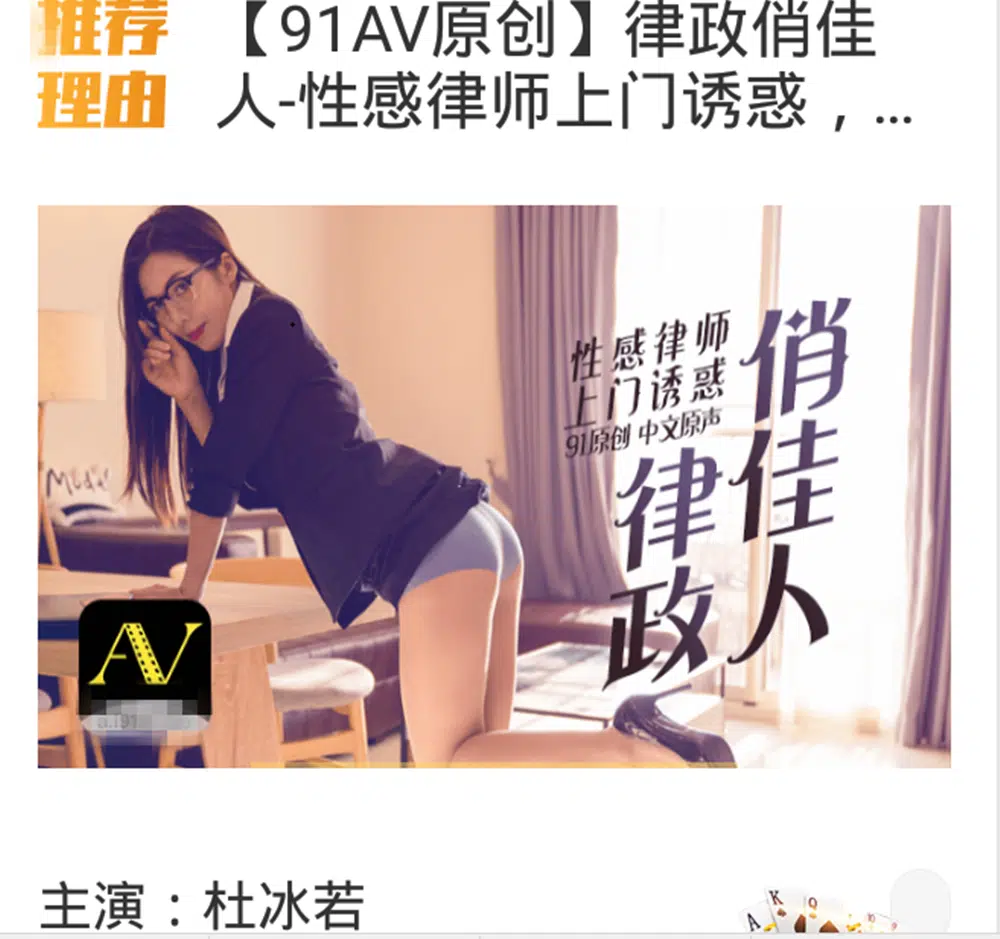 推荐
理由
【91AV原创】律政俏佳
人-性感律师上门诱惑，...
性感律师
上门诱惑
91原创 中文原声
俏佳人
律政
AV
主演：杜冰若
A
K
Q